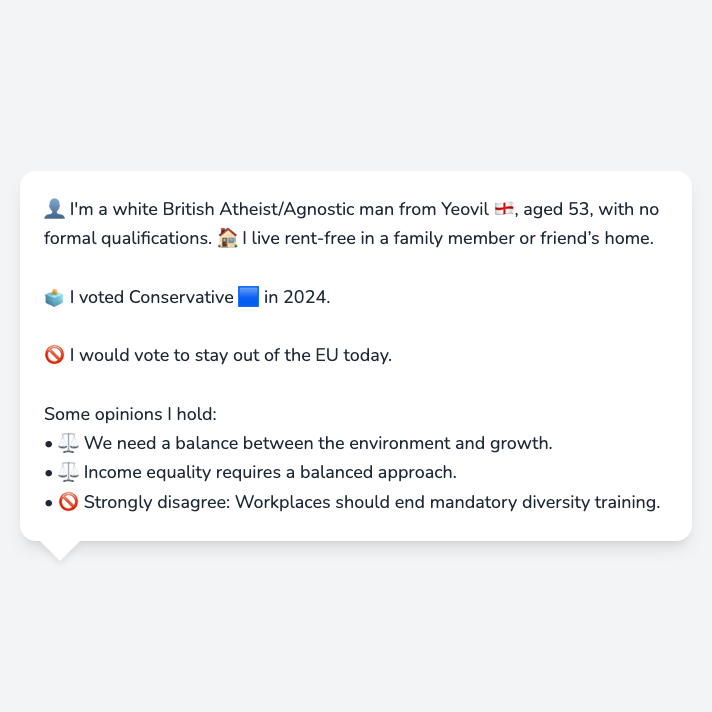 👤 I'm a white British Atheist/Agnostic man from Yeovil 🏴󠁧󠁢󠁥󠁮󠁧󠁿, aged 53, with no
formal qualifications. 🏠 I live rent-free in a family member or friend’s home.
🗳️ I voted Conservative 🟦 in 2024.
🚫 I would vote to stay out of the EU today.
Some opinions I hold:
• ⚖️ We need a balance between the environment and growth.
• ⚖️ Income equality requires a balanced approach.
• 🚫 Strongly disagree: Workplaces should end mandatory diversity training.